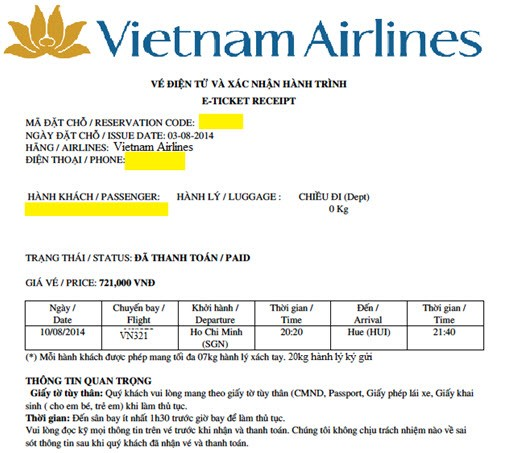 Vietnam Airlines
VÉ ĐIỆN TỬ VÀ XÁC NHẬN HÀNH TRÌNH
E-TICKET RECEIPT
MÃ ĐẶT CHỖ / RESERVATION CODE:
NGÀY ĐẶT CHỖ / ISSUE DATE: 03-08-2014
HÃNG / AIRLINES: Vietnam Airlines
ĐIỆN THOẠI / PHONE:
HÀNH KHÁCH / PASSENGER: HÀNH LÝ / LUGGAGE : CHIỀU ĐI (Dept)
0 Kg
TRẠNG THÁI / STATUS: ĐÃ THANH TOÁN / PAID
GIÁ VÉ / PRICE: 721,000 VNĐ
Ngày / Chuyến bay / Khởi hành / Thời gian / Đến / Thời gian /
Date Flight Departure Time Arrival Time
10/08/2014 VN321 Ho Chi Minh 20:20 Hue (HUI) 21:40
(SGN)
(*) Mỗi hành khách được phép mang tối đa 07kg hành lý xách tay. 20kg hành lý ký gửi
THÔNG TIN QUAN TRỌNG
Giấy tờ tùy thân: Quý khách vui lòng mang theo giấy tờ tùy thân (CMND, Passport, Giấy phép lái xe, Giấy khai
sinh ( cho em bé, trẻ em) khi làm thủ tục.
Thời gian: Đến sân bay ít nhất 1h30 trước giờ bay để làm thủ tục.
Vui lòng đọc kỹ mọi thông tin trên vé trước khi nhận và thanh toán. Chúng tôi không chịu trách nhiệm nào về sai
sót thông tin sau khi quý khách đã nhận vé và thanh toán.